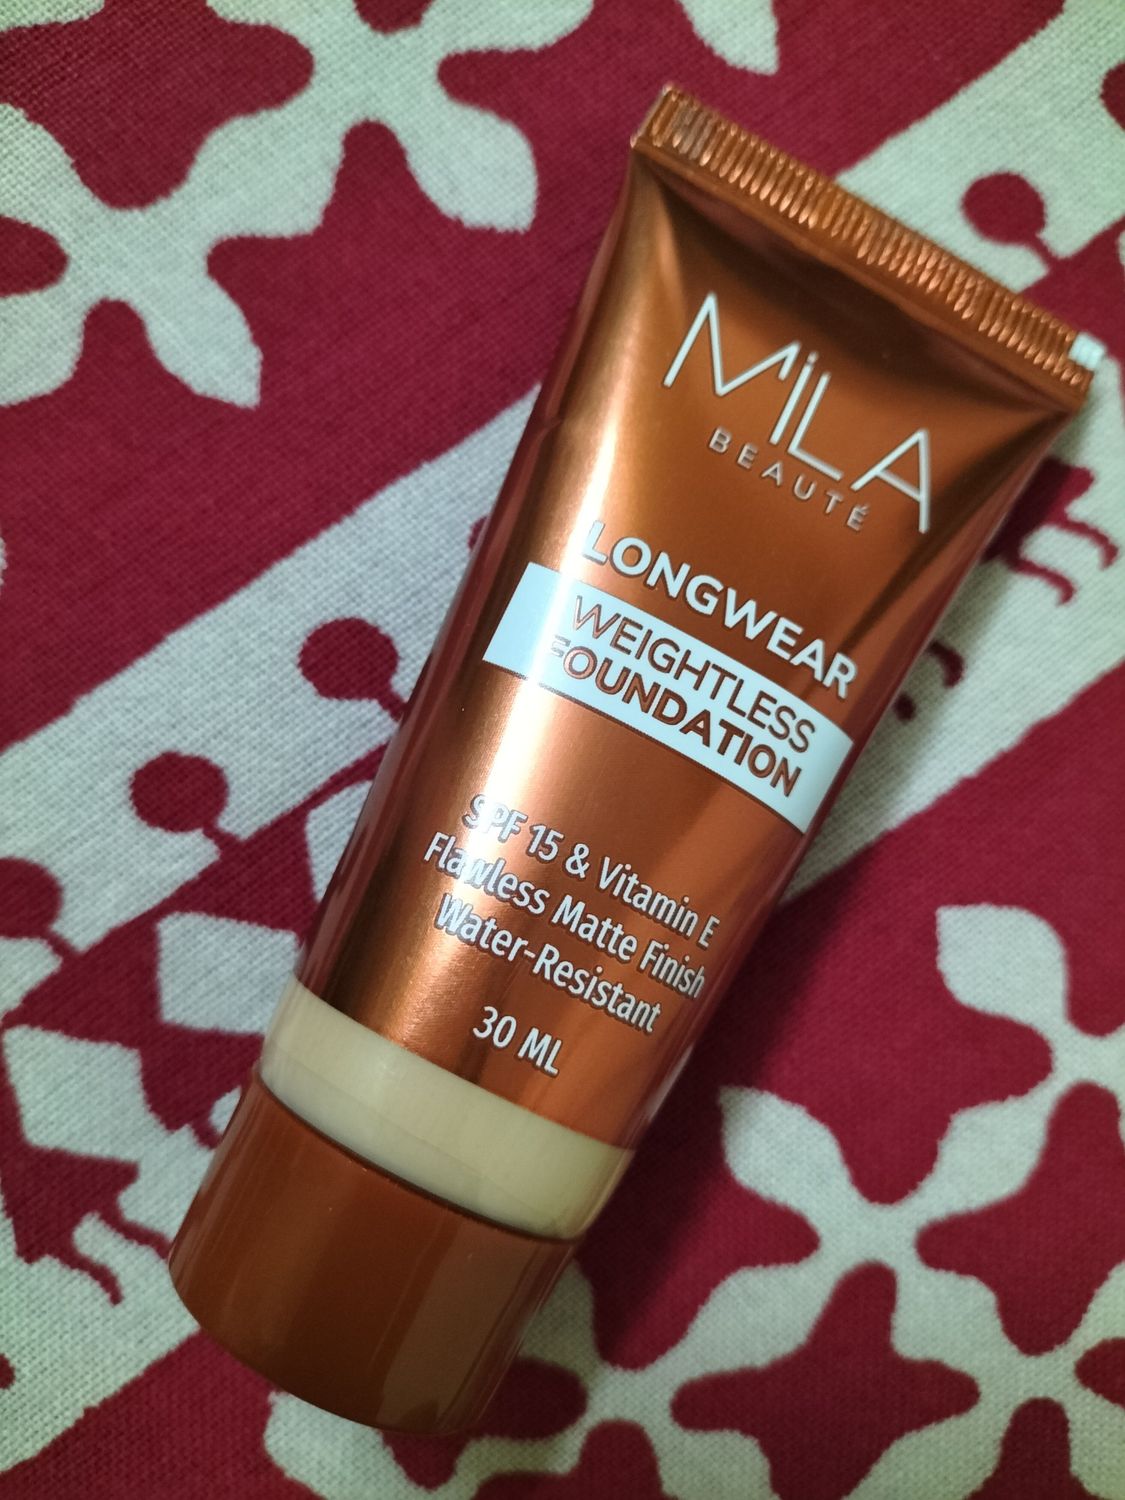 MiLA
BEAUTÉ
LONGWEAR
WEIGHTLESS
FOUNDATION
SPF 15 & Vitamin E
Flawless Matte Finish
Water-Resistant
30 ML